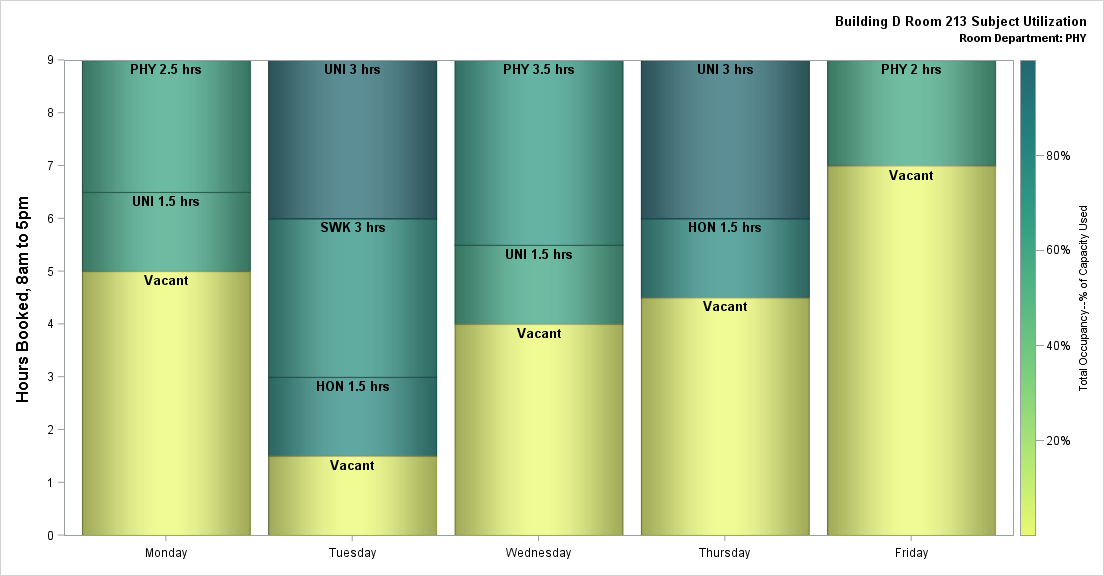 Building D Room 213 Subject Utilization
Room Department: PHY
Hours Booked, 8am to 5pm
9
8
7
6
5
4
3
2
1
0
PHY 2.5 hrs
UNI 1.5 hrs
Vacant
UNI 3 hrs
SWK 3 hrs
HON 1.5 hrs
Vacant
PHY 3.5 hrs
UNI 1.5 hrs
Vacant
UNI 3 hrs
HON 1.5 hrs
Vacant
PHY 2 hrs
Vacant
Monday
Tuesday
Wednesday
Thursday
Friday
80%
60%
40%
20%
Total Occupancy--% of Capacity Used